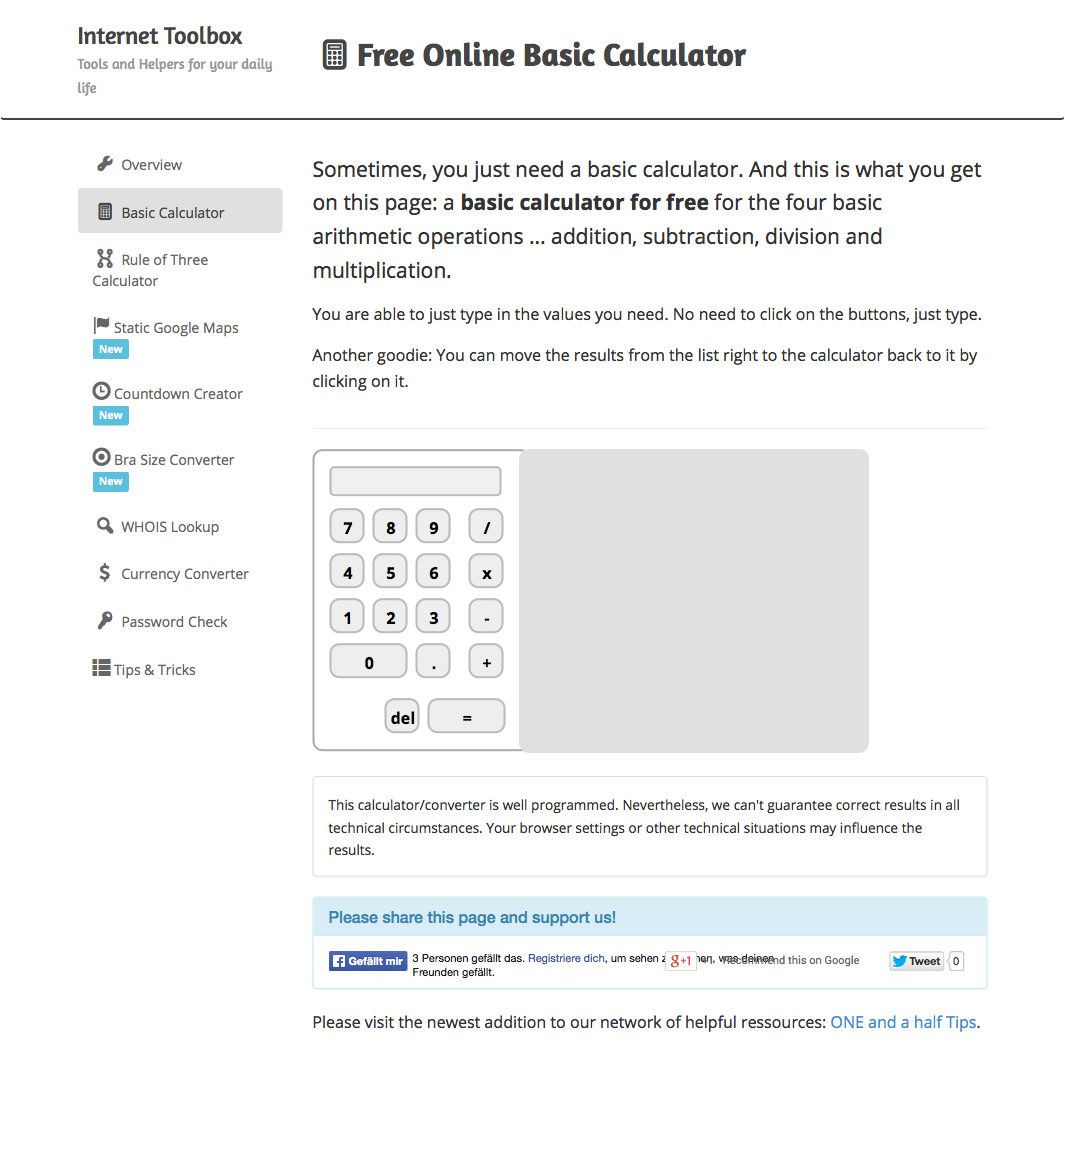 Internet Toolbox
Tools and Helpers for your daily
life
Free Online Basic Calculator
Overview
Basic Calculator
Rule of Three
Calculator
Static Google Maps
New
Countdown Creator
New
Bra Size Converter
New
WHOIS Lookup
Currency Converter
Password Check
Tips & Tricks
Sometimes, you just need a basic calculator. And this is what you get
on this page: a basic calculator for free for the four basic
arithmetic operations ... addition, subtraction, division and
multiplication.
You are able to just type in the values you need. No need to click on the buttons, just type.
Another goodie: You can move the results from the list right to the calculator back to it by
clicking on it.
7 8 9 /
4 5 6 x
1 2 3 -
0 . +
del =
This calculator/converter is well programmed. Nevertheless, we can't guarantee correct results in all
technical circumstances. Your browser settings or other technical situations may influence the
results.
Please share this page and support us!
Gefällt mir 3 Personen gefällt das. Registriere dich, um sehen was deinen
Freunden gefällt.
g+1 Recommend this on Google
Tweet 0
Please visit the newest addition to our network of helpful ressources: ONE and a half Tips.